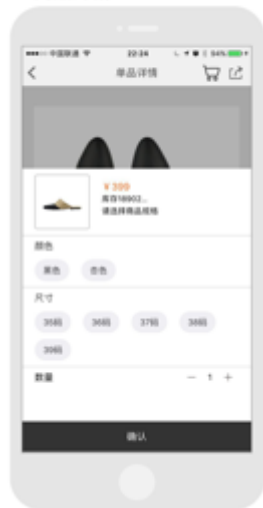 中国联通 22:34 94%
单品详情
¥ 399
库存18902...
请选择商品规格
颜色
黑色 杏色
尺寸
35码 36码 37码 38码
39码
数量 − 1 +
确认